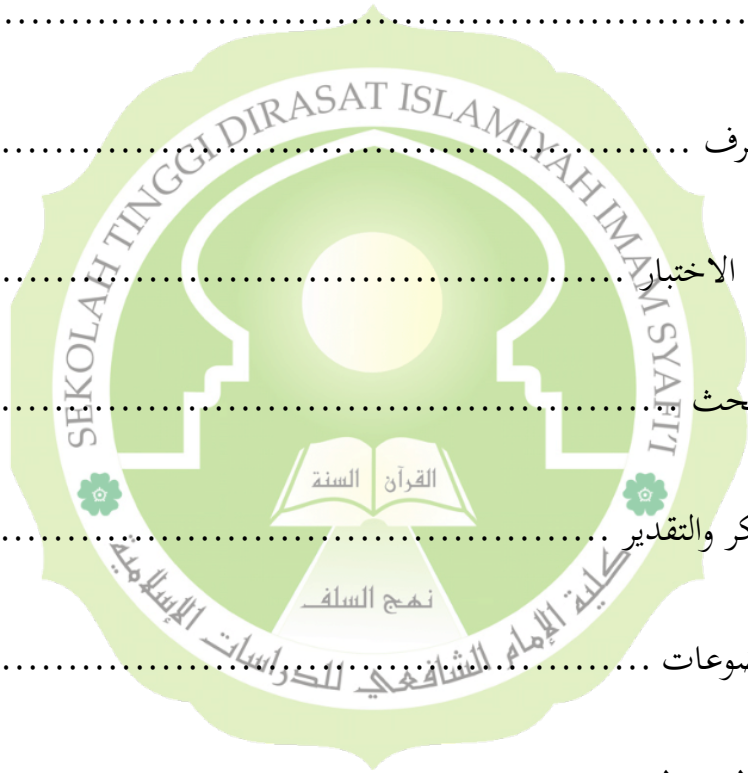 ........................................
SEKOLAH TINGGI DIRASAT ISLAMIYAH IMAM SYAFI'I
رف ........................................
الاختبار ........................................
حث ........................................
القرآن السنة
كر والتقدير ........................................
نهج السلف
ضوعات ........................................
كلية الإمام الشافعي للدراسات الإسلامية